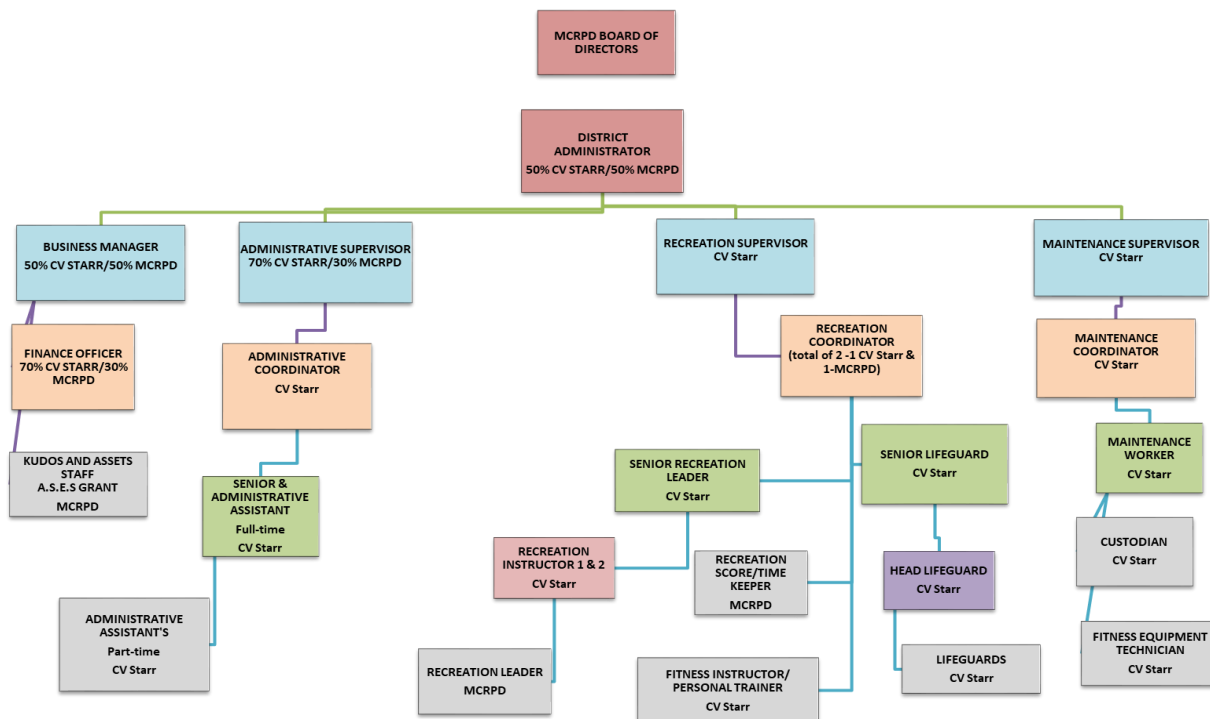 MCRPD BOARD OF
DIRECTORS
DISTRICT
ADMINISTRATOR
50% CV STARR/50% MCRPD
BUSINESS MANAGER
50% CV STARR/50% MCRPD
ADMINISTRATIVE SUPERVISOR
70% CV STARR/30% MCRPD
RECREATION SUPERVISOR
CV Starr
MAINTENANCE SUPERVISOR
CV Starr
FINANCE OFFICER
70% CV STARR/30%
MCRPD
ADMINISTRATIVE
COORDINATOR
CV Starr
RECREATION
COORDINATOR
(total of 2 -1 CV Starr &
1-MCRPD)
MAINTENANCE
COORDINATOR
CV Starr
KUDOS AND ASSETS
STAFF
A.S.E.S GRANT
MCRPD
SENIOR &
ADMINISTRATIVE
ASSISTANT
Full-time
CV Starr
SENIOR RECREATION
LEADER
CV Starr
SENIOR LIFEGUARD
CV Starr
MAINTENANCE
WORKER
CV Starr
RECREATION
INSTRUCTOR 1 & 2
CV Starr
RECREATION
SCORE/TIME
KEEPER
MCRPD
HEAD LIFEGUARD
CV Starr
CUSTODIAN
CV Starr
ADMINISTRATIVE
ASSISTANT'S
Part-time
CV Starr
RECREATION LEADER
MCRPD
FITNESS INSTRUCTOR/
PERSONAL TRAINER
CV Starr
LIFEGUARDS
CV Starr
FITNESS EQUIPMENT
TECHNICIAN
CV Starr